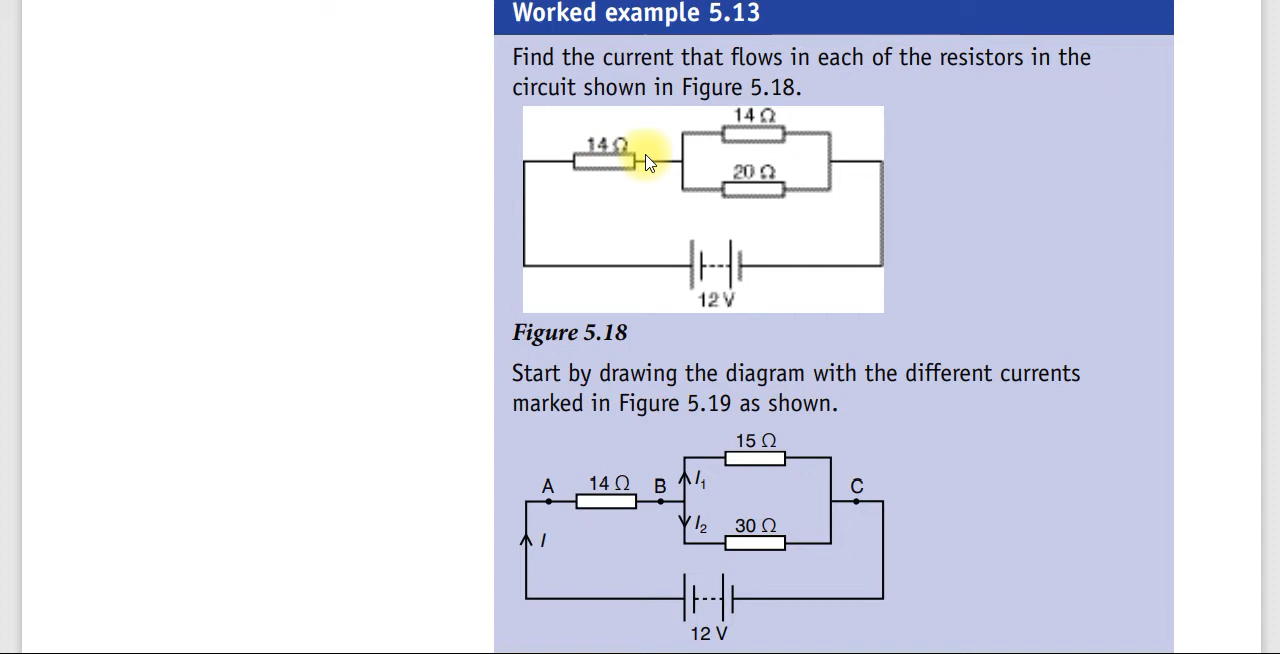 Worked example 5.13
Find the current that flows in each of the resistors in the
circuit shown in Figure 5.18.
14 Ω
14 Ω
20 Ω
12 V
Figure 5.18
Start by drawing the diagram with the different currents
marked in Figure 5.19 as shown.
15 Ω
A 14 Ω B I₁ C
I₂ 30 Ω
I
12 V